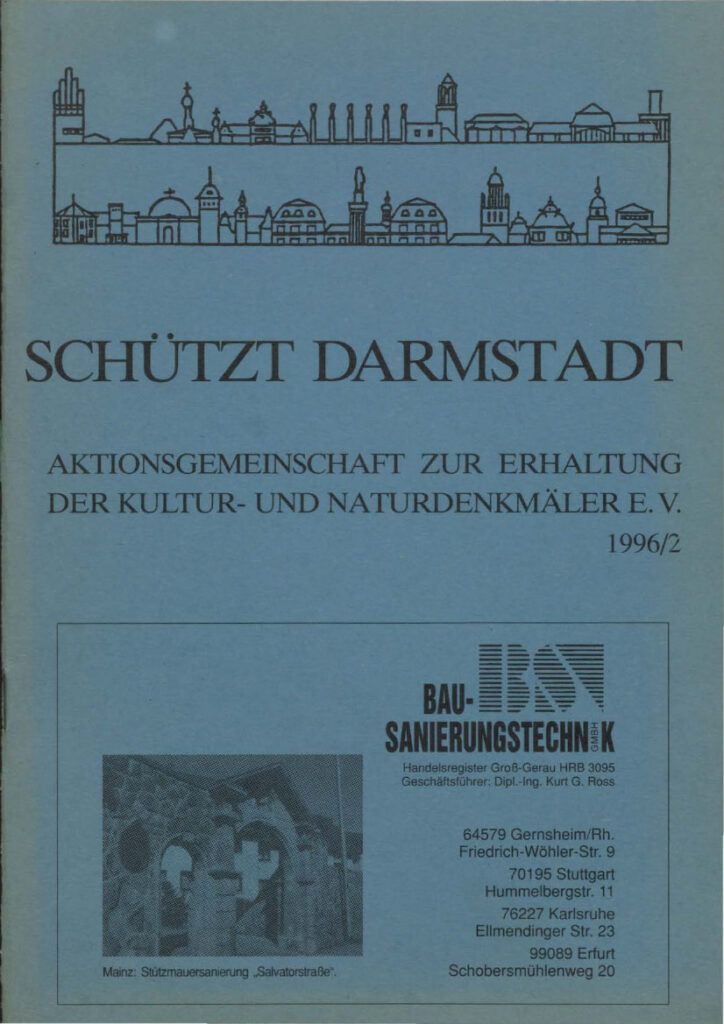 SCHÜTZT DARMSTADT
AKTIONSGEMEINSCHAFT ZUR ERHALTUNG
DER KULTUR- UND NATURDENKMÄLER E. V.
1996/2
BS
BAU-
SANIERUNGSTECHNIK
GMBH
Handelsregister Groß-Gerau HRB 3095
Geschäftsführer: Dipl.-Ing. Kurt G. Ross
64579 Gernsheim/Rh.
Friedrich-Wöhler-Str. 9
70195 Stuttgart
Hummelbergstr. 11
76227 Karlsruhe
Ellmendinger Str. 23
99089 Erfurt
Schobersmühlenweg 20
Mainz: Stützmauersanierung „Salvatorstraße".